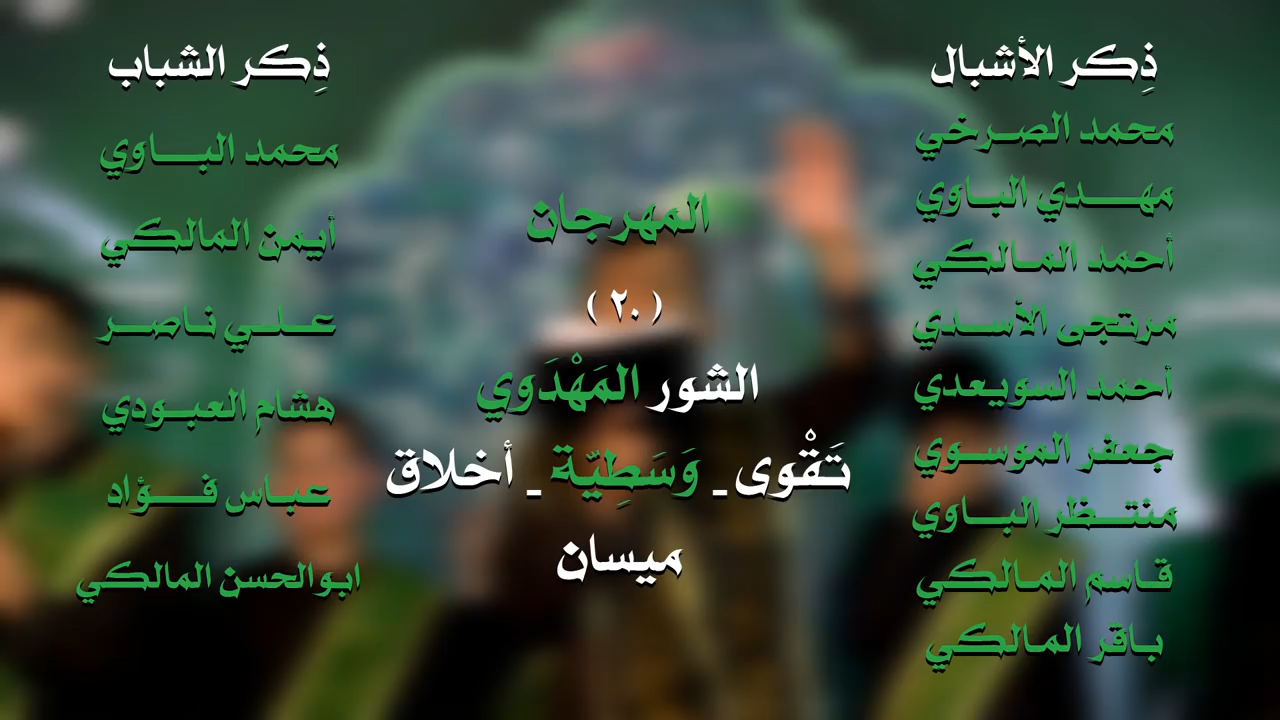 ذِكر الأشبال
محمد الصرخي
مهدي الباوي
أحمد المالكي
مرتجى الأسدي
أحمد السويعدي
جعفر الموسوي
منتظر الباوي
قاسم المالكي
باقر المالكي
المهرجان
( ٢٠ )
الشور المَهْدَوي
تَقْوى ـ وَسَطِيّة ـ أخلاق
ميسان
ذِكر الشباب
محمد الباوي
أيمن المالكي
علي ناصر
هشام العبودي
عباس فؤاد
ابوالحسن المالكي